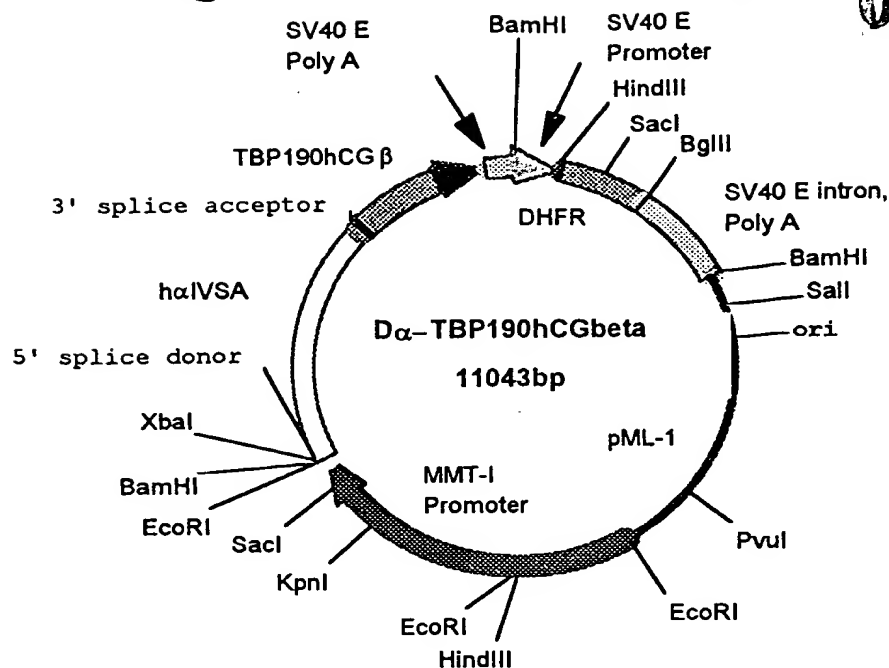 SV40 E
Poly A
BamHI
SV40 E
Promoter
HindIII
SacI
BglII
TBP190hCG β
3' splice acceptor
DHFR
SV40 E intron,
Poly A
BamHI
SalI
hαIVSA
ori
Dα-TBP190hCGbeta
11043bp
5' splice donor
XbaI
pML-1
BamHI
MMT-I
Promoter
EcoRI
SacI
PvuI
KpnI
EcoRI
EcoRI
HindIII